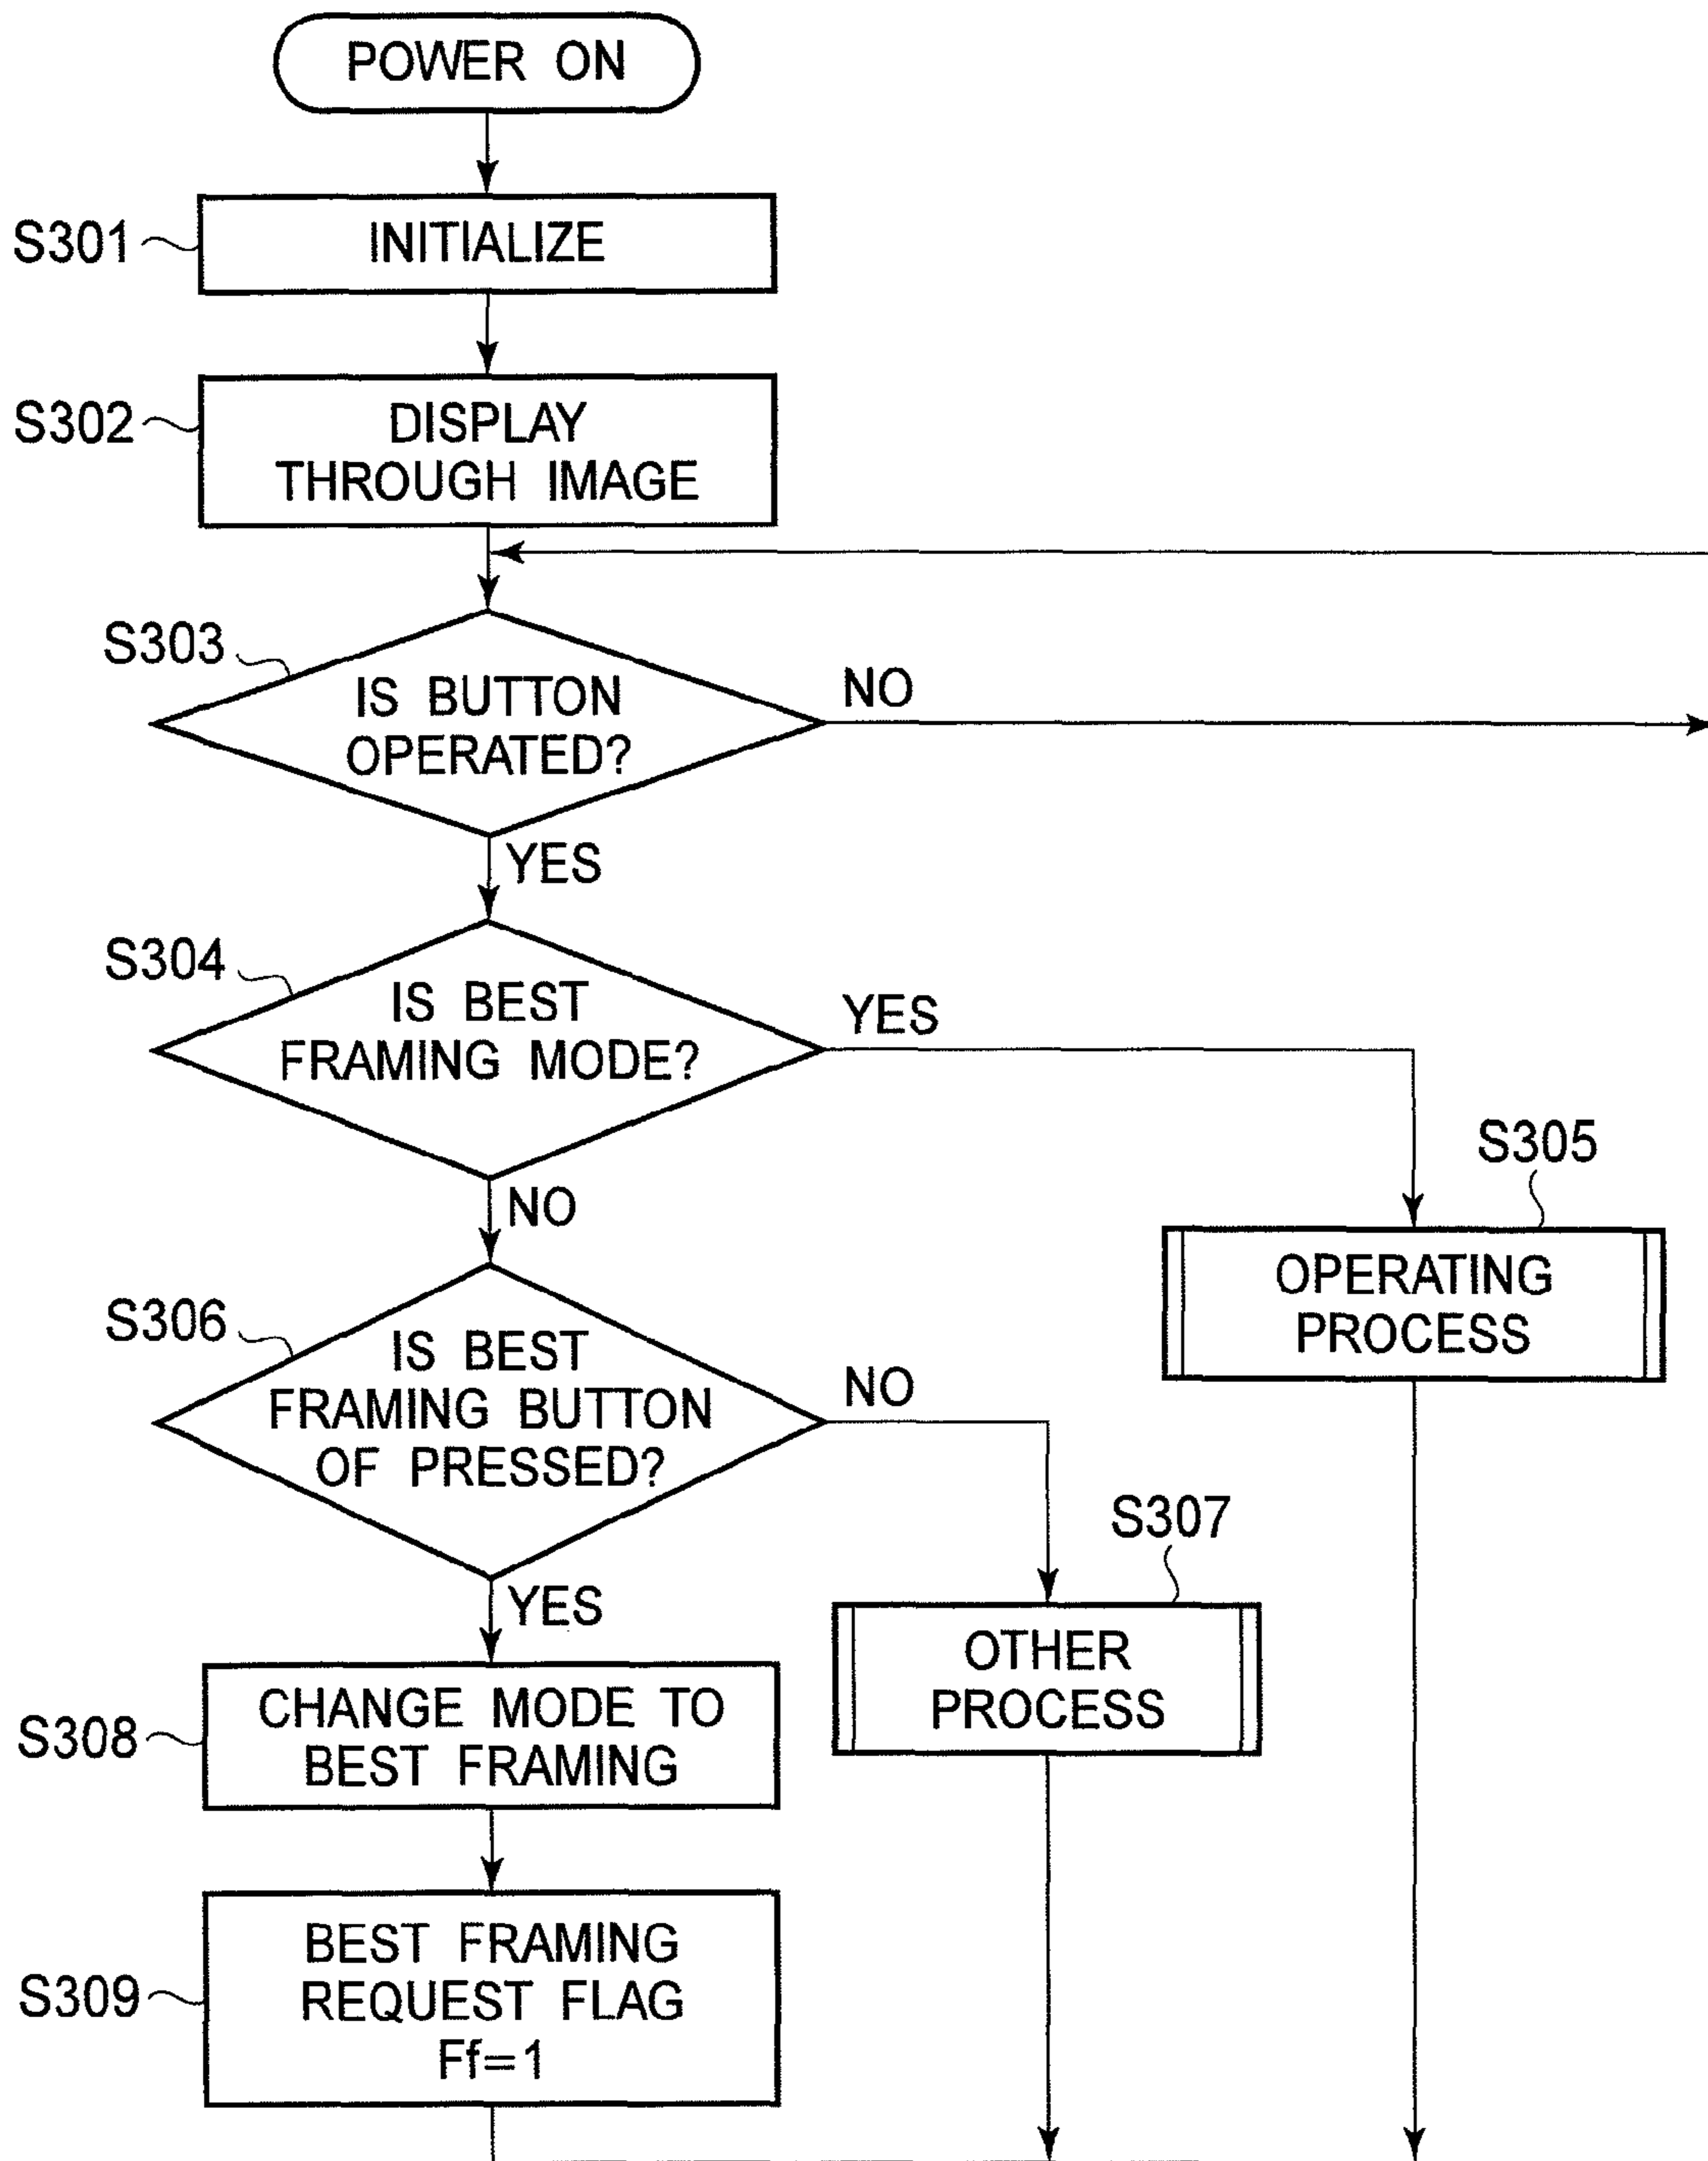 POWER ON
S301
INITIALIZE
S302
DISPLAY
THROUGH IMAGE
S303
IS BUTTON
OPERATED?
NO
YES
S304
IS BEST
FRAMING MODE?
YES
NO
S305
OPERATING
PROCESS
S306
IS BEST
FRAMING BUTTON
OF PRESSED?
NO
YES
S307
OTHER
PROCESS
S308
CHANGE MODE TO
BEST FRAMING
S309
BEST FRAMING
REQUEST FLAG
Ff=1